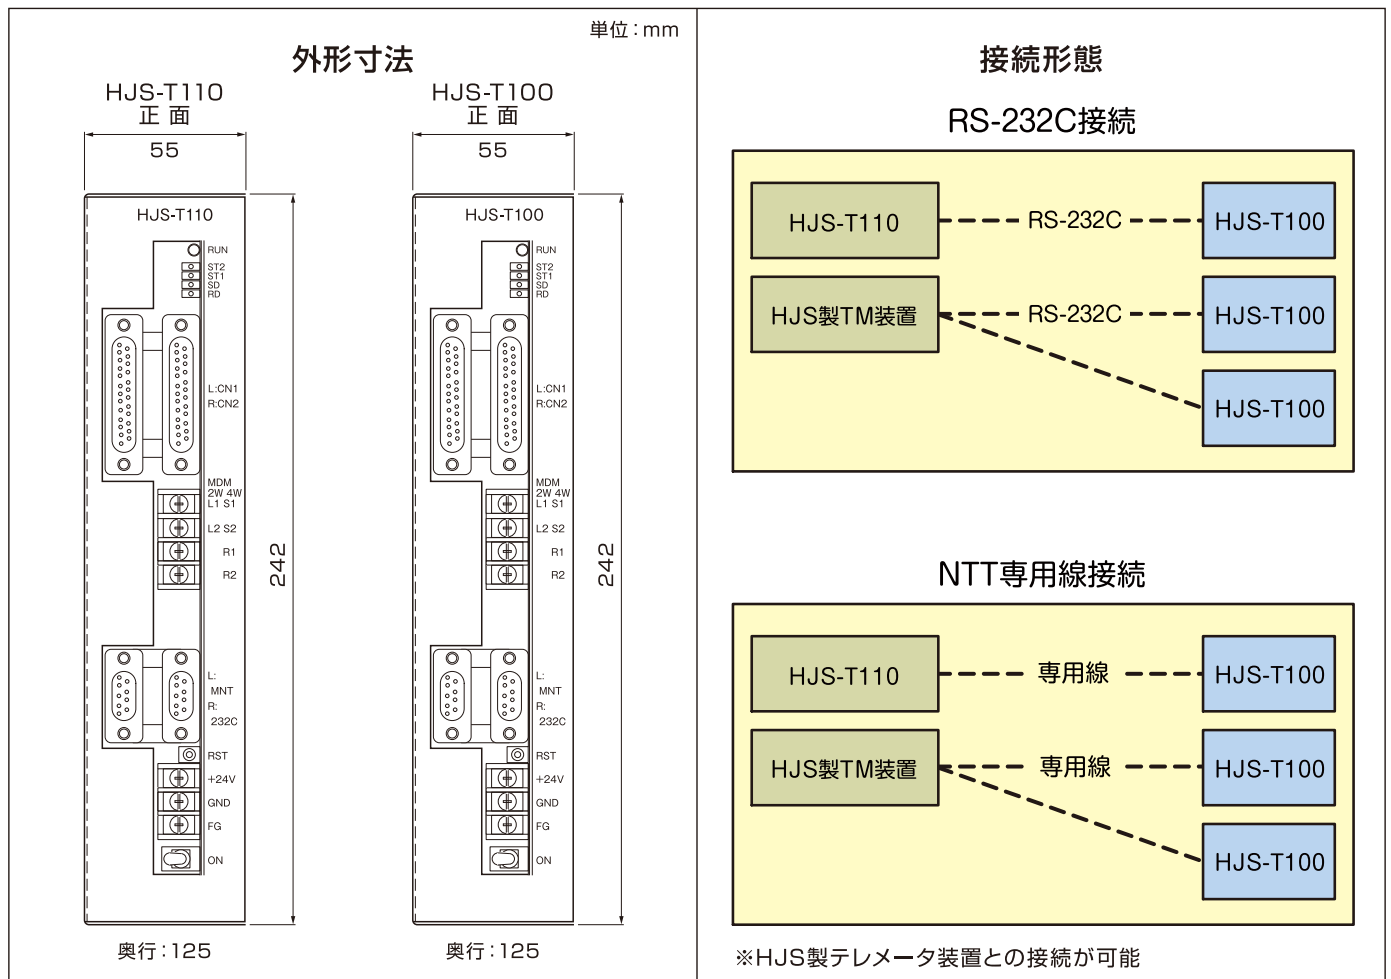 単位：mm
外形寸法
HJS-T110
正 面
55
HJS-T110
RUN
ST2
ST1
SD
RD
L:CN1
R:CN2
MDM
2W 4W
L1 S1
L2 S2
R1
R2
L:
MNT
R:
232C
RST
+24V
GND
FG
ON
242
奥行：125
HJS-T100
正 面
55
HJS-T100
RUN
ST2
ST1
SD
RD
L:CN1
R:CN2
MDM
2W 4W
L1 S1
L2 S2
R1
R2
L:
MNT
R:
232C
RST
+24V
GND
FG
ON
242
奥行：125
接続形態
RS-232C接続
HJS-T110 RS-232C HJS-T100
HJS製TM装置 RS-232C HJS-T100
HJS-T100
NTT専用線接続
HJS-T110 専用線 HJS-T100
HJS製TM装置 専用線 HJS-T100
HJS-T100
※HJS製テレメータ装置との接続が可能